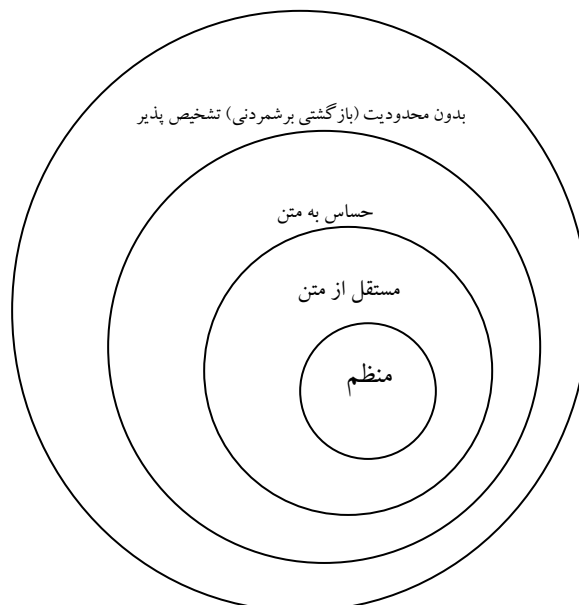 بدون محدودیت (بازگشتی برشمردنی) تشخیص پذیر
حساس به متن
مستقل از متن
منظم